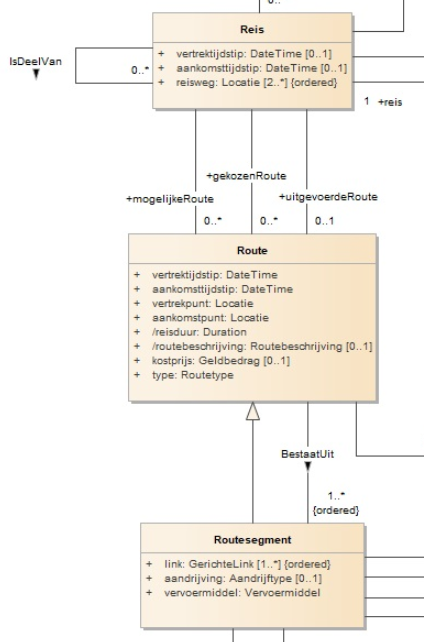 0..
Reis
+ vertrektijdstip: DateTime [0..1]
+ aankomsttijdstip: DateTime [0..1]
+ reisweg: Locatie [2..*] {ordered}
IsDeelVan
0..*
1 +reis
+gekozenRoute
+mogelijkeRoute
+uitgevoerdeRoute
0..* 0..* 0..1
Route
+ vertrektijdstip: DateTime
+ aankomsttijdstip: DateTime
+ vertrekpunt: Locatie
+ aankomstpunt: Locatie
+ /reisduur: Duration
+ /routebeschrijving: Routebeschrijving [0..1]
+ kostprijs: Geldbedrag [0..1]
+ type: Routetype
BestaatUit
1..*
{ordered}
Routesegment
+ link: GerichteLink [1..*] {ordered}
+ aandrijving: Aandrijftype [0..1]
+ vervoermiddel: Vervoermiddel